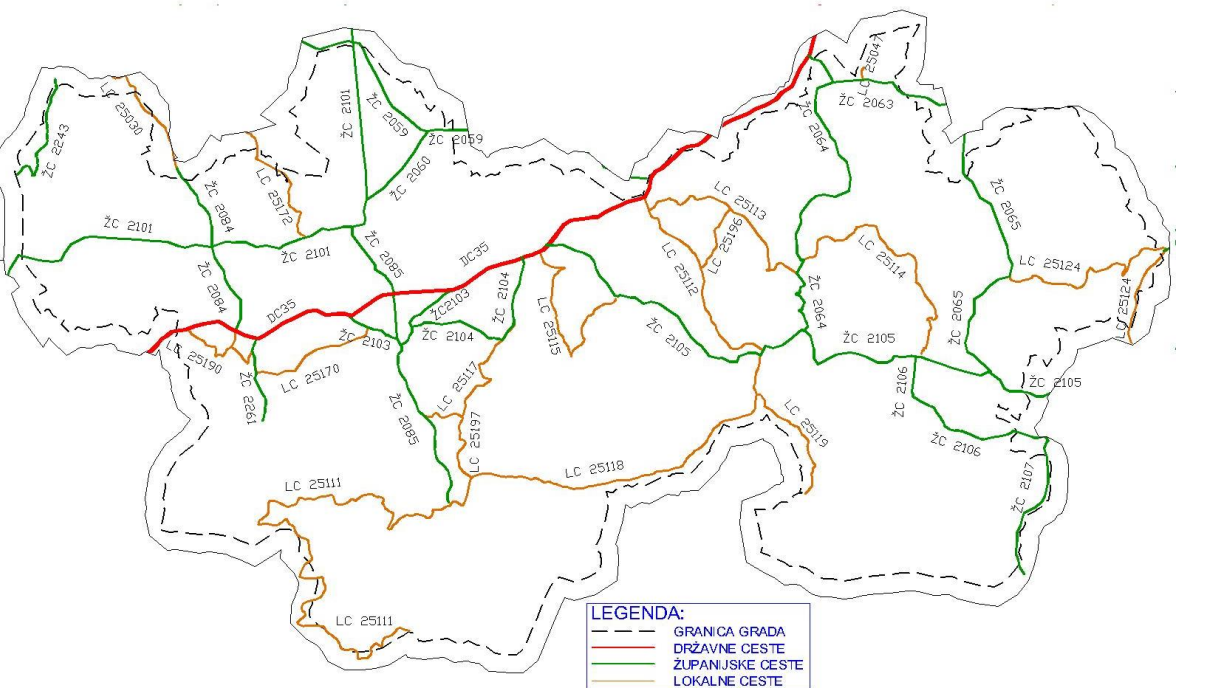 LC 25047
ŽC 2063
LC 25030
ŽC 2101
ŽC 2059
ŽC 2059
ŽC 2064
ŽC 2243
ŽC 2060
LC 25172
ŽC 2084
LC 25113
LC 25196
ŽC 2065
ŽC 2101
ŽC 2101
ŽC 2085
DC35
LC 25112
LC 25114
LC 25124
ŽC 2084
ŽC2103
ŽC 2104
LC 25124
DC35
ŽC 2064
ŽC 2065
LC 25115
ŽC 2103
ŽC 2104
ŽC 2105
ŽC 2105
LC 25190
LC 25170
LC 25117
ŽC 2106
ŽC 2105
ŽC 2261
ŽC 2085
LC 25197
LC 25119
ŽC 2106
LC 25118
LC 25111
ŽC 2107
LC 25111
LEGENDA:
GRANICA GRADA
DRŽAVNE CESTE
ŽUPANIJSKE CESTE
LOKALNE CESTE